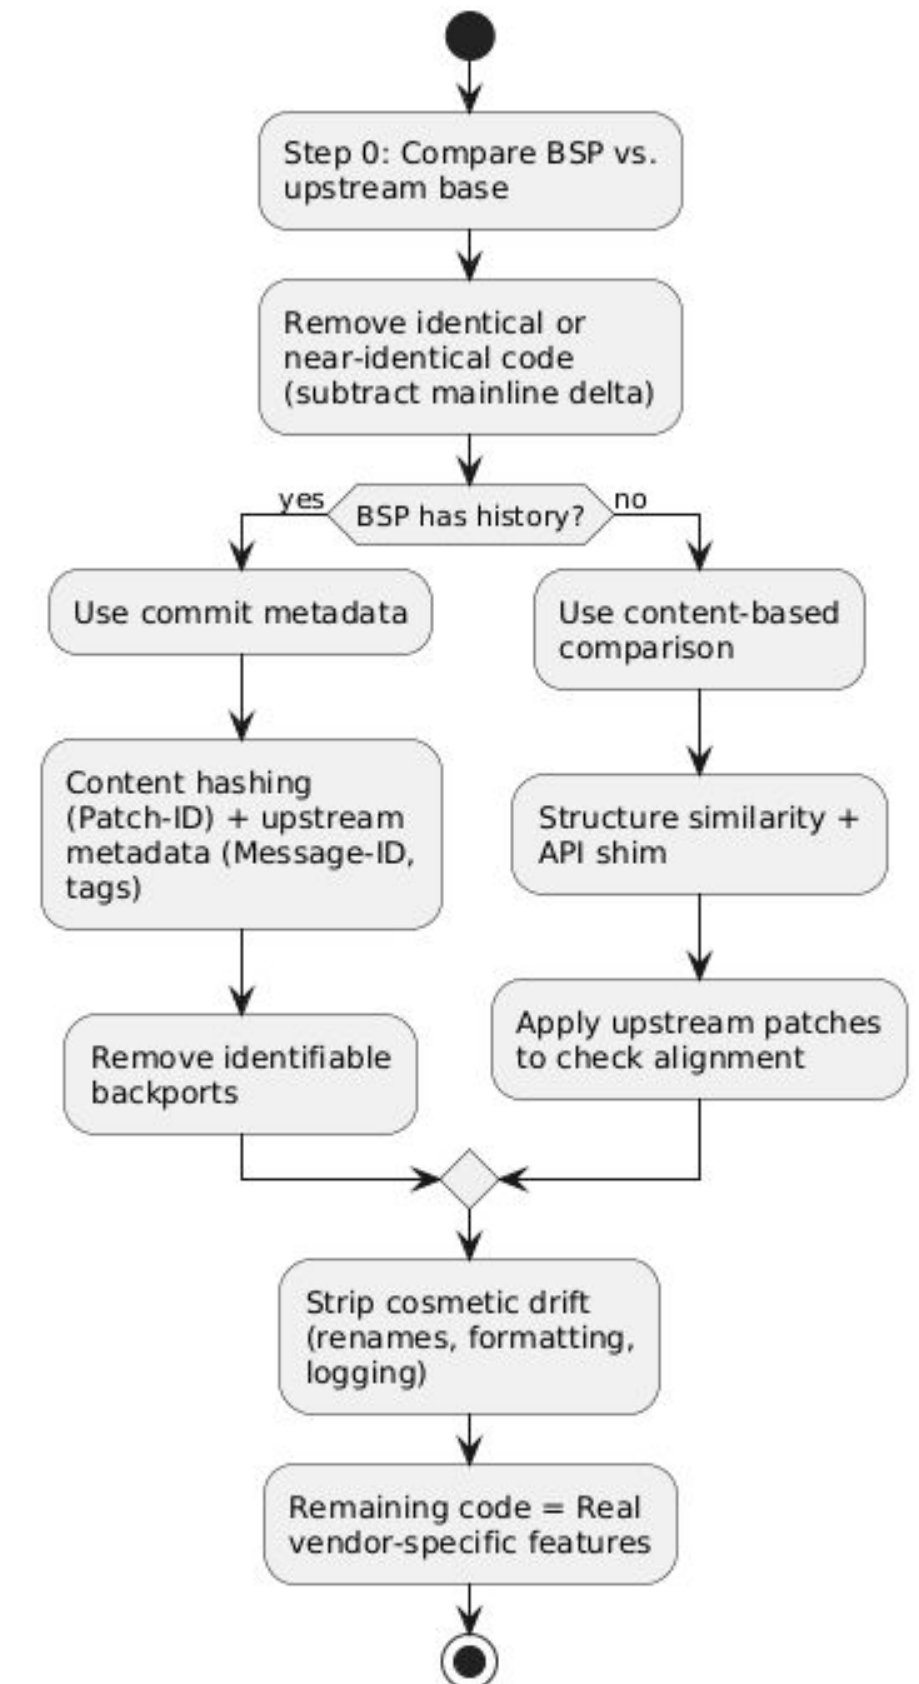 Step 0: Compare BSP vs.
upstream base
Remove identical or
near-identical code
(subtract mainline delta)
yes
BSP has history?
no
Use commit metadata
Content hashing
(Patch-ID) + upstream
metadata (Message-ID,
tags)
Remove identifiable
backports
Use content-based
comparison
Structure similarity +
API shim
Apply upstream patches
to check alignment
Strip cosmetic drift
(renames, formatting,
logging)
Remaining code = Real
vendor-specific features